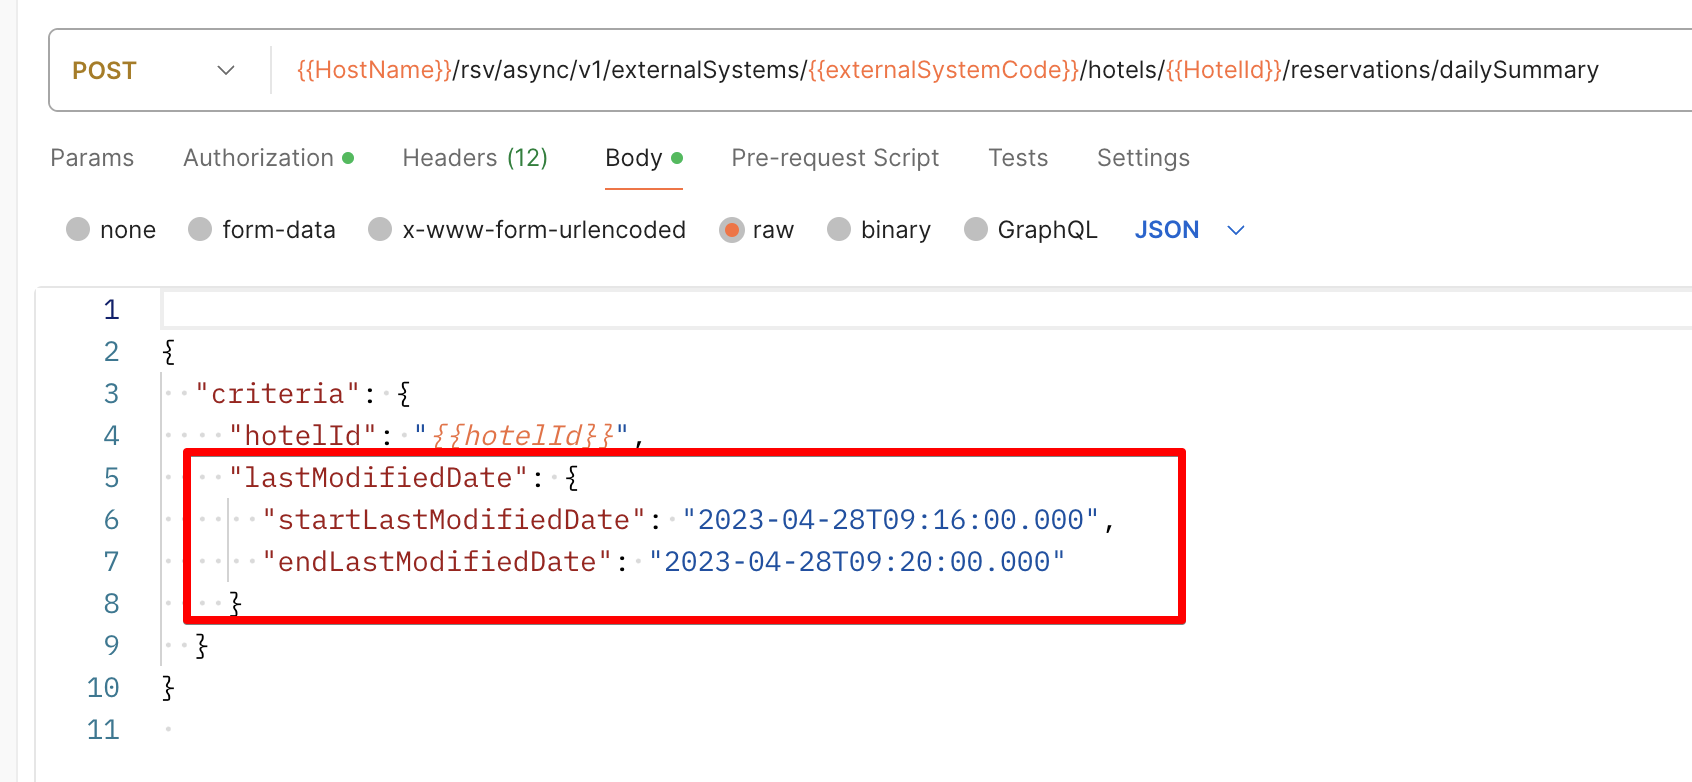 POST {{HostName}}/rsv/async/v1/externalSystems/{{externalSystemCode}}/hotels/{{HotelId}}/reservations/dailySummary
Params Authorization Headers (12) Body Pre-request Script Tests Settings
none form-data x-www-form-urlencoded raw binary GraphQL JSON
1
2 {
3 "criteria": {
4 "hotelId": "{{hotelId}}",
5 "lastModifiedDate": {
6 "startLastModifiedDate": "2023-04-28T09:16:00.000",
7 "endLastModifiedDate": "2023-04-28T09:20:00.000"
8 }
9 }
10 }
11